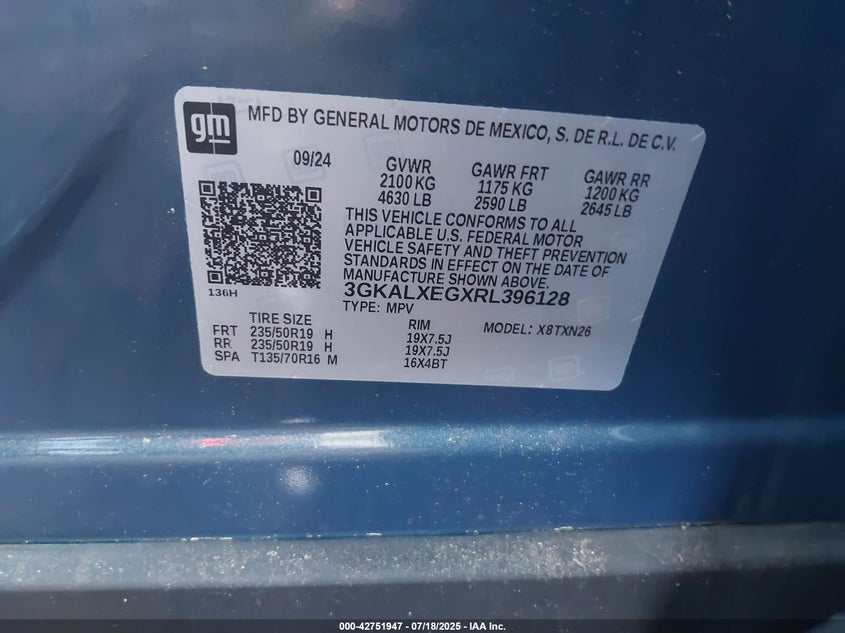 gm
MFD BY GENERAL MOTORS DE MEXICO, S. DE R.L. DE C.V.
09/24
GVWR GAWR FRT GAWR RR
2100 KG 1175 KG 1200 KG
4630 LB 2590 LB 2645 LB
THIS VEHICLE CONFORMS TO ALL
APPLICABLE U.S. FEDERAL MOTOR
VEHICLE SAFETY AND THEFT PREVENTION
STANDARDS IN EFFECT ON THE DATE OF
MANUFACTURE SHOWN ABOVE.
136H
3GKALXEGXRL396128
TYPE: MPV
MODEL: X8TXN26
TIRE SIZE RIM
FRT 235/50R19 H 19X7.5J
RR 235/50R19 H 19X7.5J
SPA T135/70R16 M 16X4BT
000-42751947 / 07/18/2025 - IAA Inc.